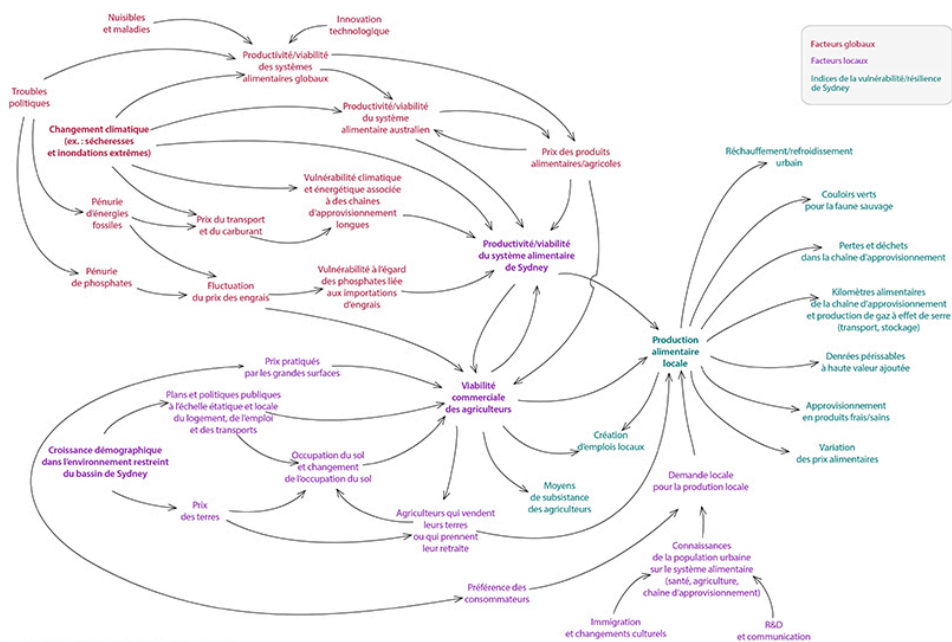 Nuisibles
et maladies
Innovation
technologique
Facteurs globaux
Facteurs locaux
Indices de la vulnérabilité/résilience
de Sydney
Productivité/viabilité
des systèmes
alimentaires globaux
Troubles
politiques
Changement climatique
(ex. : sécheresses
et inondations extrêmes)
Productivité/viabilité
du système
alimentaire australien
Prix des produits
alimentaires/agricoles
Réchauffement/refroidissement
urbain
Couloirs verts
pour la faune sauvage
Vulnérabilité climatique
et énergétique associée
à des chaînes
d'approvisionnement
longues
Pénurie
d'énergies
fossiles
Prix du transport
et du carburant
Productivité/viabilité
du système alimentaire
de Sydney
Pertes et déchets
dans la chaîne d'approvisionnement
Pénurie
de phosphates
Fluctuation
du prix des engrais
Vulnérabilité à l'égard
des phosphates liée
aux importations
d'engrais
Kilomètres alimentaires
de la chaîne d'approvisionnement
et production de gaz à effet de serre
(transport, stockage)
Production
alimentaire
locale
Denrées périssables
à haute valeur ajoutée
Prix pratiqués
par les grandes surfaces
Plans et politiques publiques
à l'échelle étatique et locale
du logement, de l'emploi
et des transports
Viabilité
commerciale
des agriculteurs
Approvisionnement
en produits frais/sains
Création
d'emplois locaux
Variation
des prix alimentaires
Croissance démographique
dans l'environnement restreint
du bassin de Sydney
Occupation du sol
et changement
de l'occupation du sol
Moyens
de subsistance
des agriculteurs
Demande locale
pour la prodution locale
Prix
des terres
Agriculteurs qui vendent
leurs terres
ou qui prennent
leur retraite
Connaissances
de la population urbaine
sur le système alimentaire
(santé, agriculture,
chaîne d'approvisionnement)
Préférence des
consommateurs
Immigration
et changements culturels
R&D
et communication